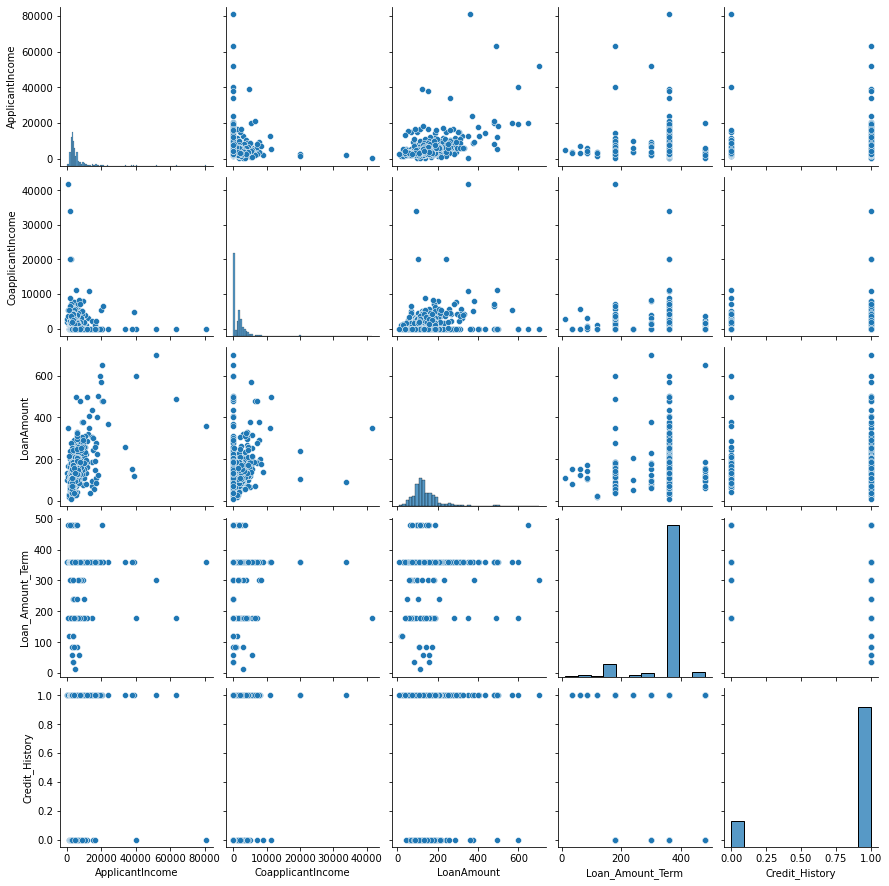 80000
60000
40000
20000
0
ApplicantIncome
40000
30000
20000
10000
0
CoapplicantIncome
600
400
200
0
LoanAmount
500
400
300
200
100
0
Loan_Amount_Term
1.0
0.8
0.6
0.4
0.2
0.0
Credit_History
0 20000 40000 60000 80000
ApplicantIncome
0 10000 20000 30000 40000
CoapplicantIncome
0 200 400 600
LoanAmount
0 200 400
Loan_Amount_Term
0.00 0.25 0.50 0.75 1.00
Credit_History